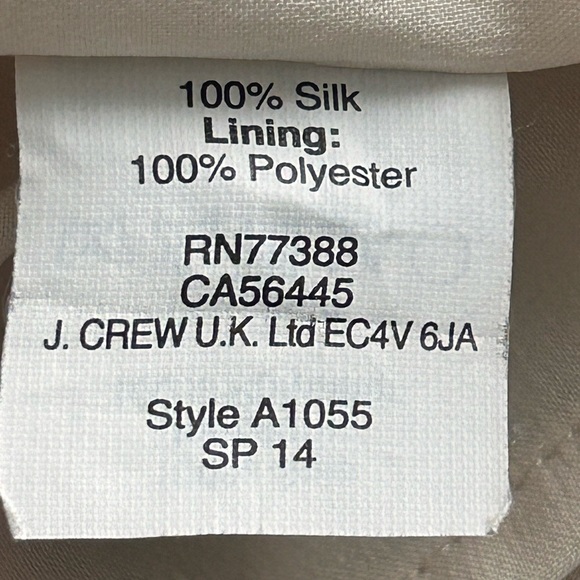 100% Silk
Lining:
100% Polyester
RN77388
CA56445
J. CREW U.K. Ltd EC4V 6JA
Style A1055
SP 14